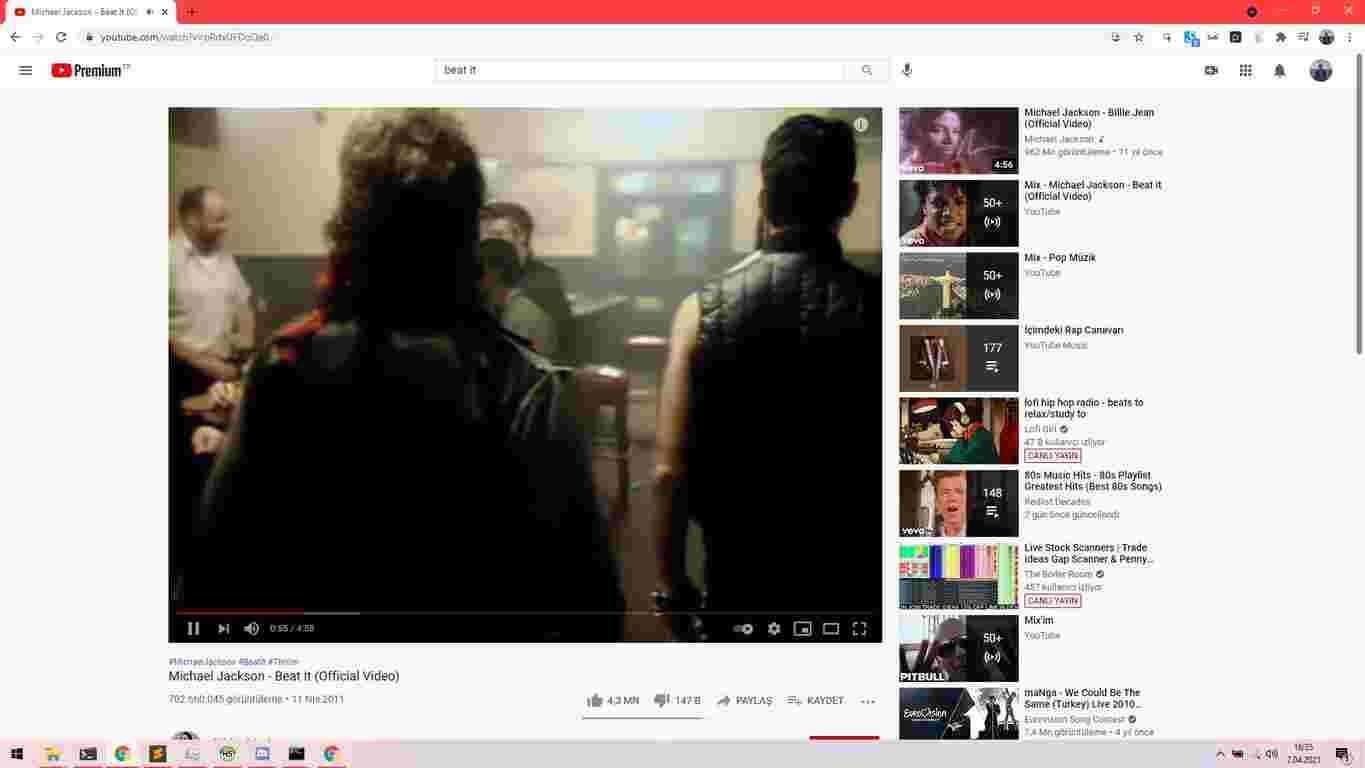 Michael Jackson - Beat It (O
Premium TR
beat it
Michael Jackson - Billie Jean
(Official Video)
Michael Jackson
962 Mn görüntüleme • 11 yıl önce
4:56
vevo
Mix - Michael Jackson - Beat It
(Official Video)
YouTube
50+
vevo
Mix - Pop Müzik
YouTube
50+
İçimdeki Rap Canavarı
YouTube Music
177
lofi hip hop radio - beats to
relax/study to
Lofi Girl
47 B kullanıcı izliyor
CANLI YAYIN
80s Music Hits - 80s Playlist
Greatest Hits (Best 80s Songs)
Redlist Decades
2 gün önce güncellendi
148
vevo
Live Stock Scanners | Trade
Ideas Gap Scanner & Penny...
The Boiler Room
457 kullanıcı izliyor
CANLI YAYIN
Mix'im
YouTube
50+
PITBULL
maNga - We Could Be The
Same (Turkey) Live 2010...
Eurovision Song Contest
1,4 Mn görüntüleme • 4 yıl önce
EUROVISION
0:55 / 4:58
#MichaelJackson #BeatIt #Thriller
Michael Jackson - Beat It (Official Video)
702.660.045 görüntüleme • 11 Nis 2011
4,3 MN
147 B
PAYLAŞ
KAYDET
7.04.2021